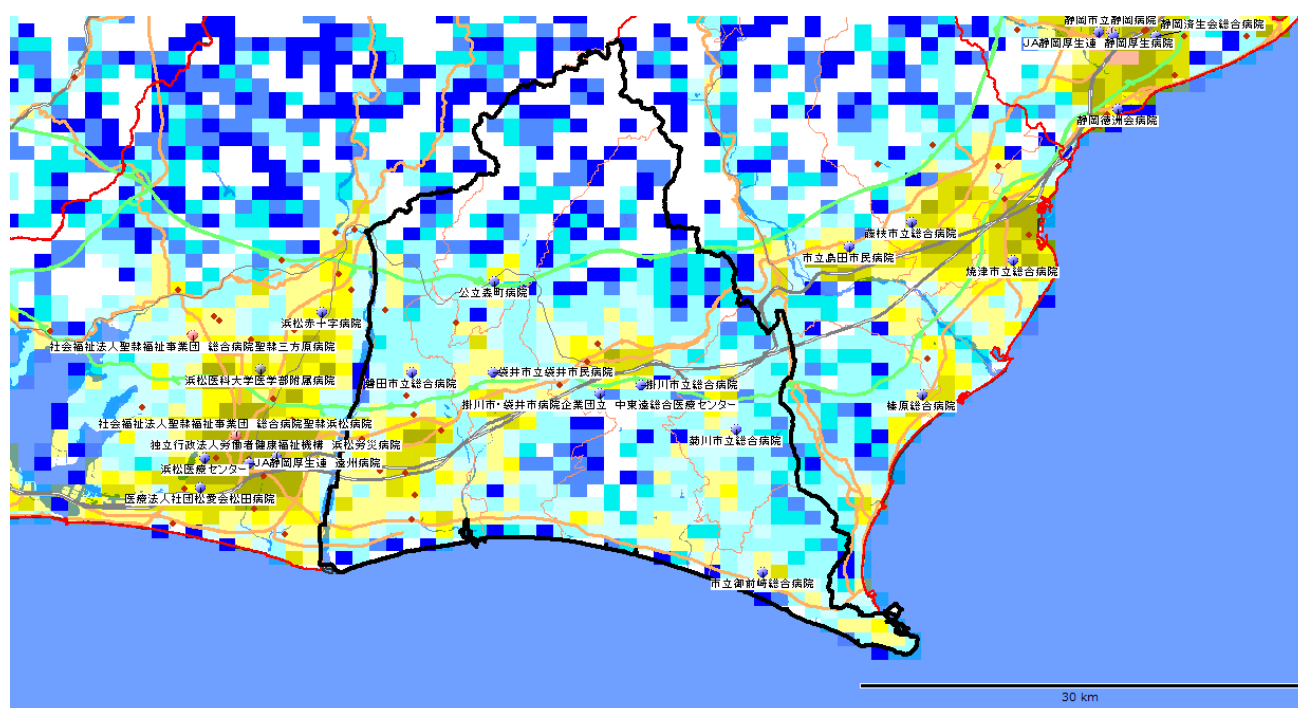 静岡市立静岡病院
静岡済生会総合病院
JA静岡厚生連 静岡厚生病院
静岡徳洲会病院
藤枝市立総合病院
市立島田市民病院
焼津市立総合病院
公立森町病院
浜松赤十字病院
社会福祉法人聖隷福祉事業団 総合病院聖隷三方原病院
浜松医科大学医学部附属病院
磐田市立総合病院
袋井市立袋井市民病院
掛川市立総合病院
掛川市・袋井市病院企業団立 中東遠総合医療センター
榛原総合病院
社会福祉法人聖隷福祉事業団 総合病院聖隷浜松病院
独立行政法人労働者健康福祉機構 浜松労災病院
菊川市立総合病院
浜松医療センター
JA静岡厚生連 遠州病院
医療法人社団松愛会松田病院
市立御前崎総合病院
30 km